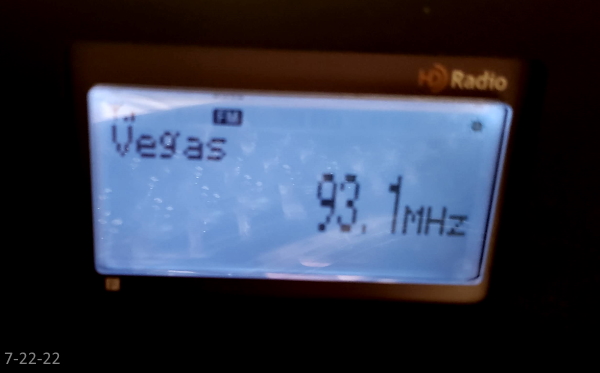 HD Radio
FM
Vegas
93.1MHz
7-22-22